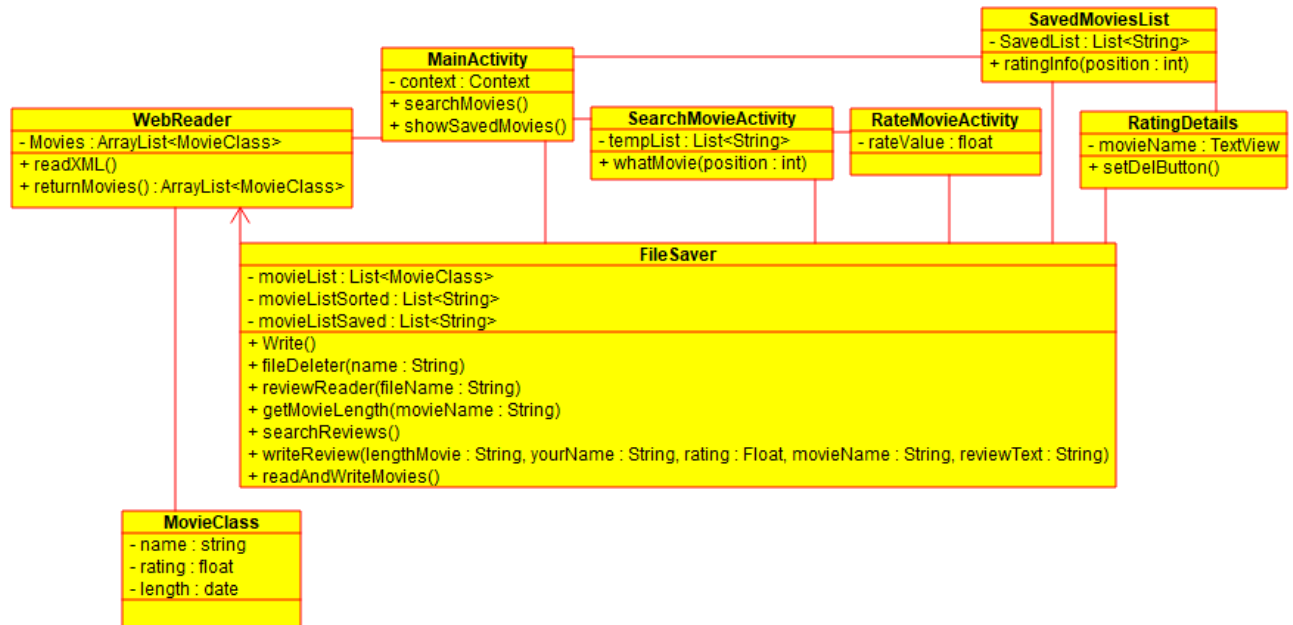 SavedMoviesList
- SavedList : List<String>
+ ratingInfo(position : int)
MainActivity
- context : Context
+ searchMovies()
+ showSavedMovies()
WebReader
- Movies : ArrayList<MovieClass>
+ readXML()
+ returnMovies() : ArrayList<MovieClass>
SearchMovieActivity
- tempList : List<String>
+ whatMovie(position : int)
RateMovieActivity
- rateValue : float
RatingDetails
- movieName : TextView
+ setDelButton()
FileSaver
- movieList : List<MovieClass>
- movieListSorted : List<String>
- movieListSaved : List<String>
+ Write()
+ fileDeleter(name : String)
+ reviewReader(fileName : String)
+ getMovieLength(movieName : String)
+ searchReviews()
+ writeReview(lengthMovie : String, yourName : String, rating : Float, movieName : String, reviewText : String)
+ readAndWriteMovies()
MovieClass
- name : string
- rating : float
- length : date